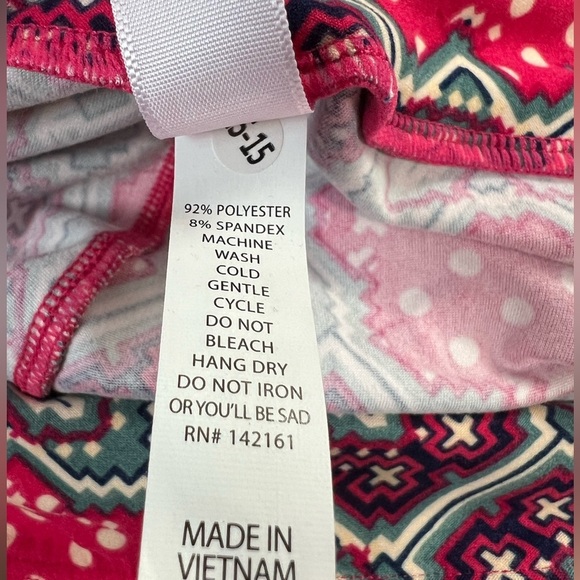 92% POLYESTER
8% SPANDEX
MACHINE
WASH
COLD
GENTLE
CYCLE
DO NOT
BLEACH
HANG DRY
DO NOT IRON
OR YOU'LL BE SAD
RN# 142161
MADE IN
VIETNAM